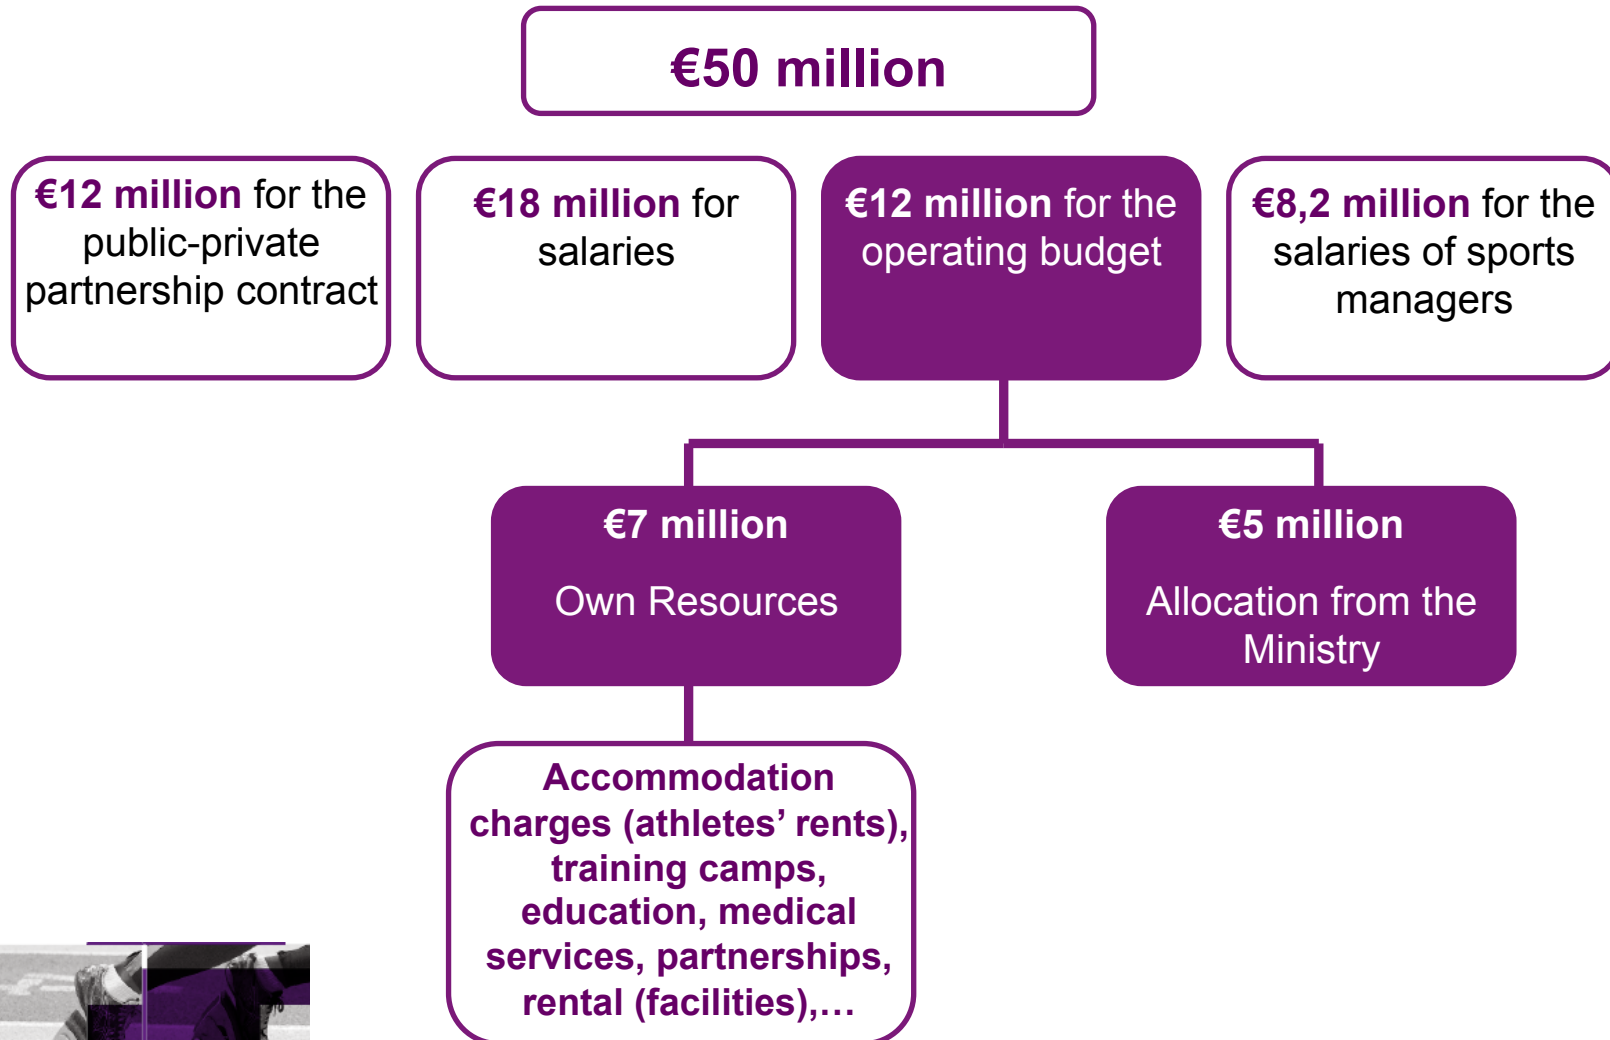 €50 million
€12 million for the
public-private
partnership contract
€18 million for
salaries
€12 million for the
operating budget
€8,2 million for the
salaries of sports
managers
€7 million
Own Resources
€5 million
Allocation from the
Ministry
Accommodation
charges (athletes’ rents),
training camps,
education, medical
services, partnerships,
rental (facilities),…